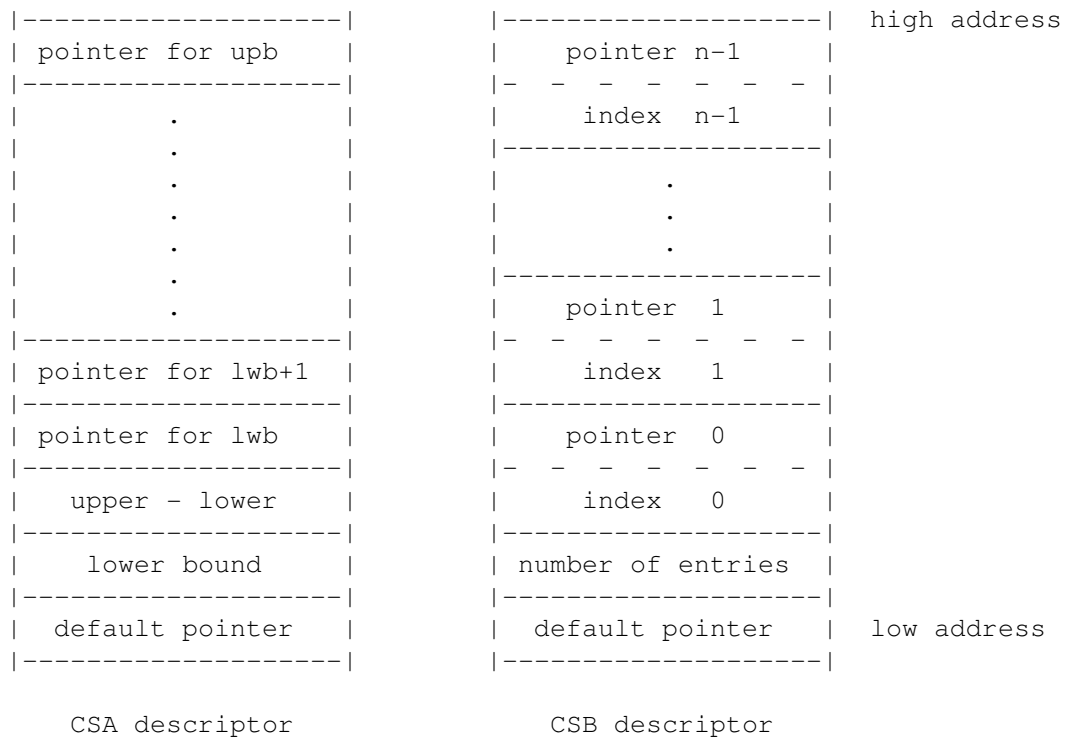 |--------------------|         |--------------------|  high address
| pointer for upb    |         |    pointer n-1     |
|--------------------|         |-  -  -  -  -  -  - |
|         .          |         |     index  n-1     |
|         .          |         |--------------------|
|         .          |         |          .         |
|         .          |         |          .         |
|         .          |         |          .         |
|         .          |         |--------------------|
|         .          |         |    pointer  1      |
|--------------------|         |-  -  -  -  -  -  - |
| pointer for lwb+1  |         |     index   1      |
|--------------------|         |--------------------|
| pointer for lwb    |         |    pointer  0      |
|--------------------|         |-  -  -  -  -  -  - |
|   upper - lower    |         |     index   0      |
|--------------------|         |--------------------|
|    lower bound     |         | number of entries  |
|--------------------|         |--------------------|
|  default pointer   |         |  default pointer   |  low address
|--------------------|         |--------------------|
    CSA descriptor                CSB descriptor